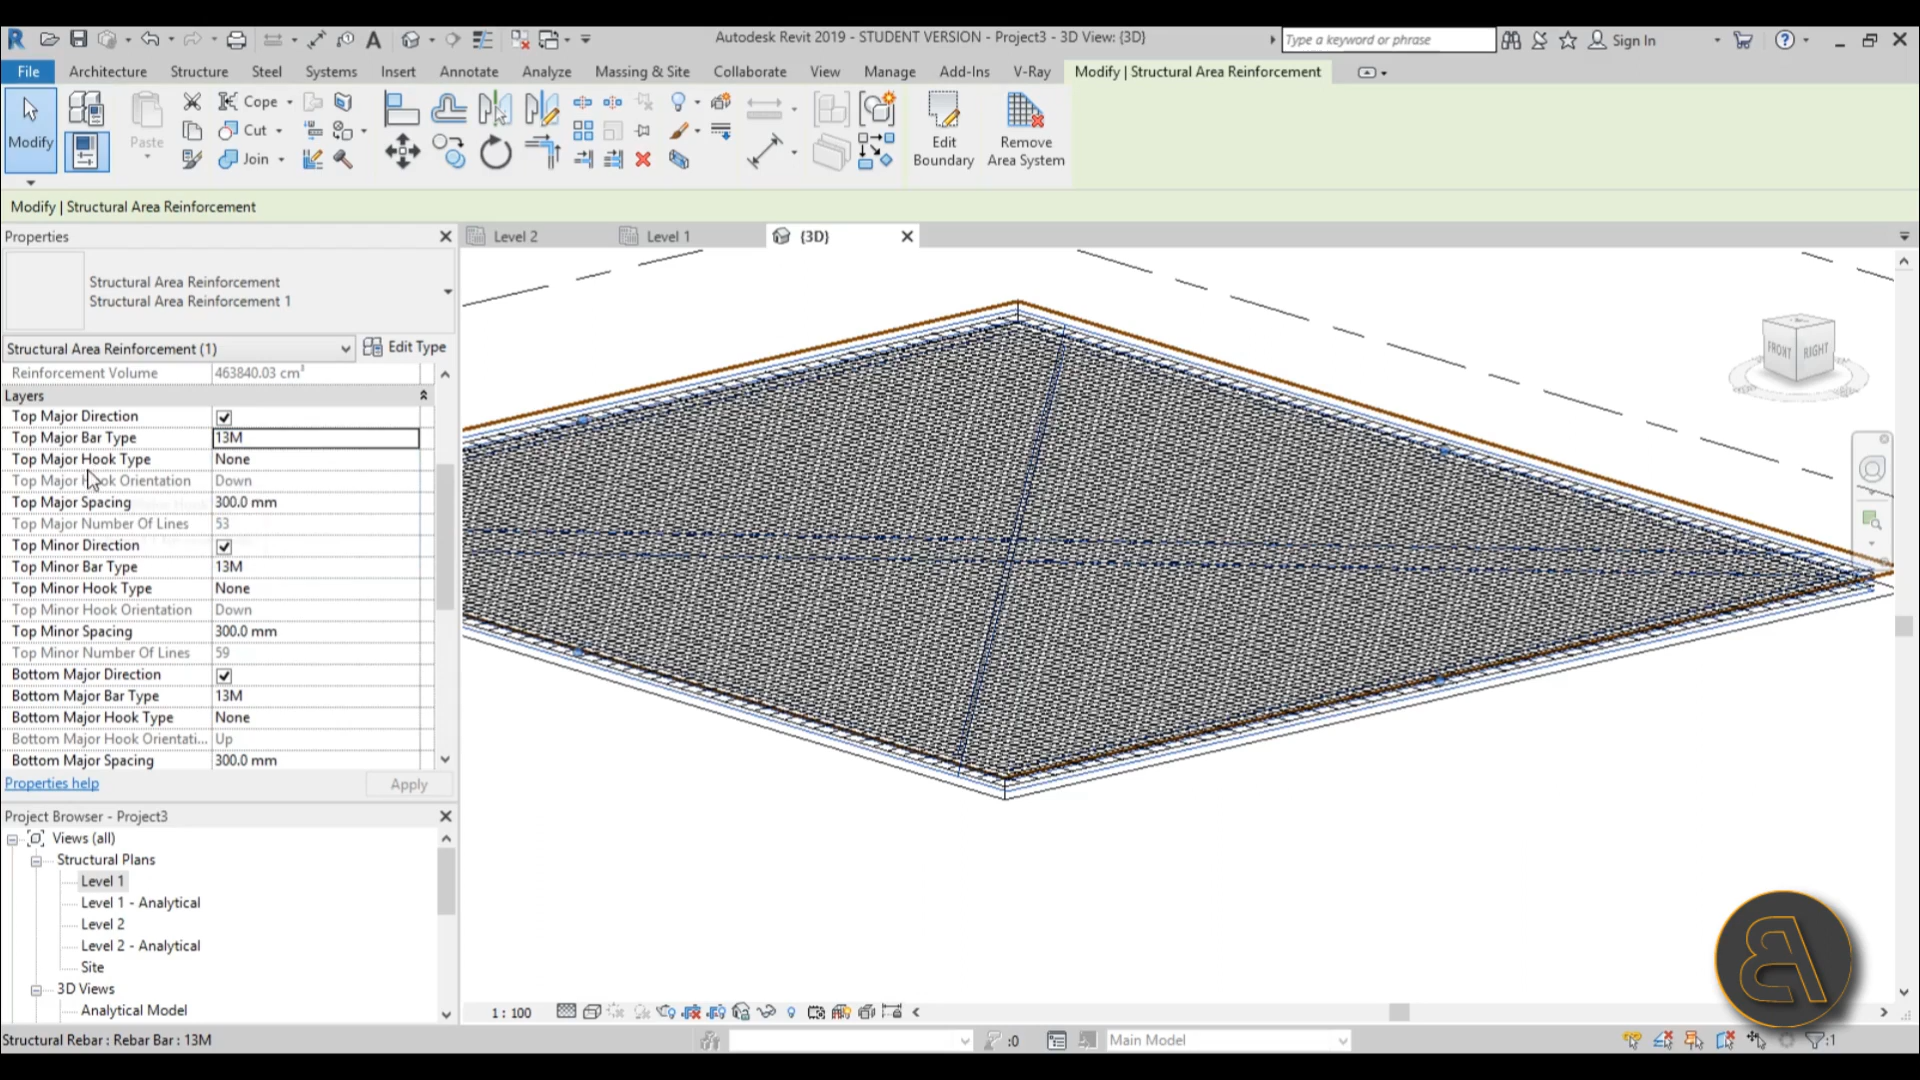 Autodesk Revit 2019 - STUDENT VERSION - Project3 - 3D View: {3D}
Type a keyword or phrase
Sign In
File Architecture Structure Steel Systems Insert Annotate Analyze Massing & Site Collaborate View Manage Add-Ins V-Ray Modify | Structural Area Reinforcement
Modify
Paste
Cope
Cut
Join
Edit Boundary
Remove Area System
Modify | Structural Area Reinforcement
Properties
Level 2
Level 1
{3D}
Structural Area Reinforcement
Structural Area Reinforcement 1
Structural Area Reinforcement (1)
Edit Type
Reinforcement Volume 463840.03 cm³
Layers
Top Major Direction
Top Major Bar Type 13M
Top Major Hook Type None
Top Major Hook Orientation Down
Top Major Spacing 300.0 mm
Top Major Number Of Lines 53
Top Minor Direction
Top Minor Bar Type 13M
Top Minor Hook Type None
Top Minor Hook Orientation Down
Top Minor Spacing 300.0 mm
Top Minor Number Of Lines 59
Bottom Major Direction
Bottom Major Bar Type 13M
Bottom Major Hook Type None
Bottom Major Hook Orientati... Up
Bottom Major Spacing 300.0 mm
Properties help
Apply
FRONT RIGHT
Project Browser - Project3
Views (all)
Structural Plans
Level 1
Level 1 - Analytical
Level 2
Level 2 - Analytical
Site
3D Views
Analytical Model
1 : 100
Structural Rebar : Rebar Bar : 13M
:0
Main Model
:1